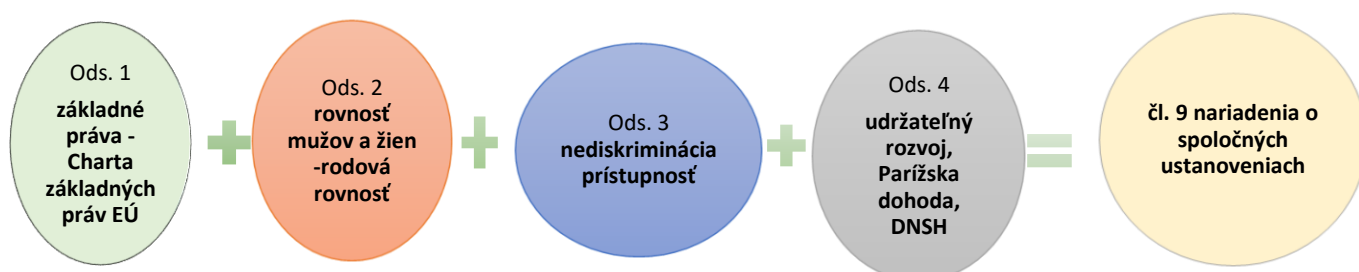 Ods. 1
základné
práva -
Charta
základných
práv EÚ
Ods. 2
rovnosť
mužov a žien
-rodová
rovnosť
Ods. 3
nediskriminácia
prístupnosť
Ods. 4
udržateľný
rozvoj,
Parížska
dohoda,
DNSH
čl. 9 nariadenia o
spoločných
ustanoveniach